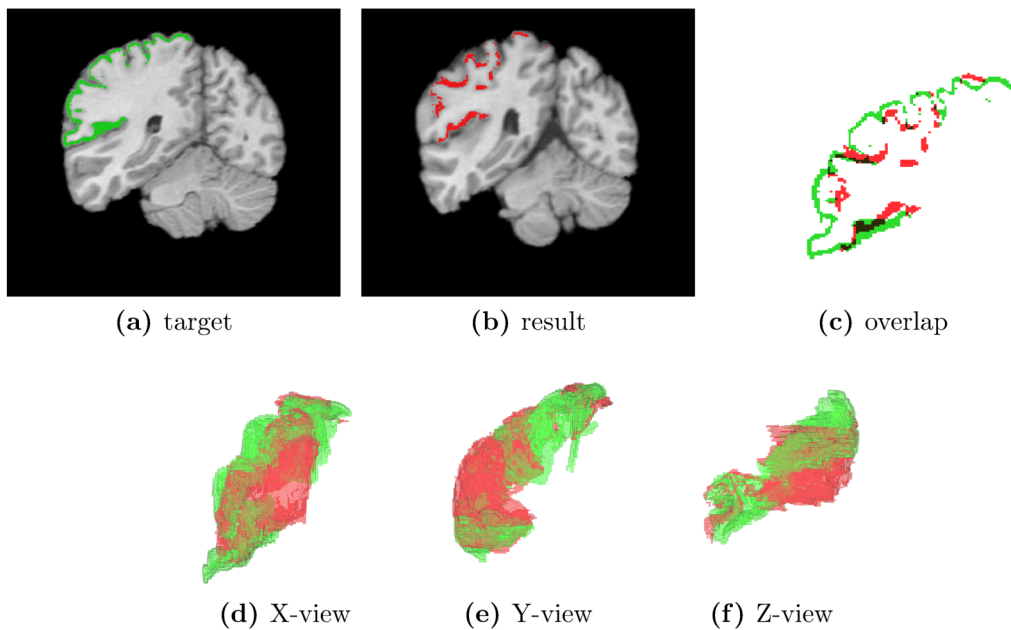 (a) target
(b) result
(c) overlap
(d) X-view
(e) Y-view
(f) Z-view